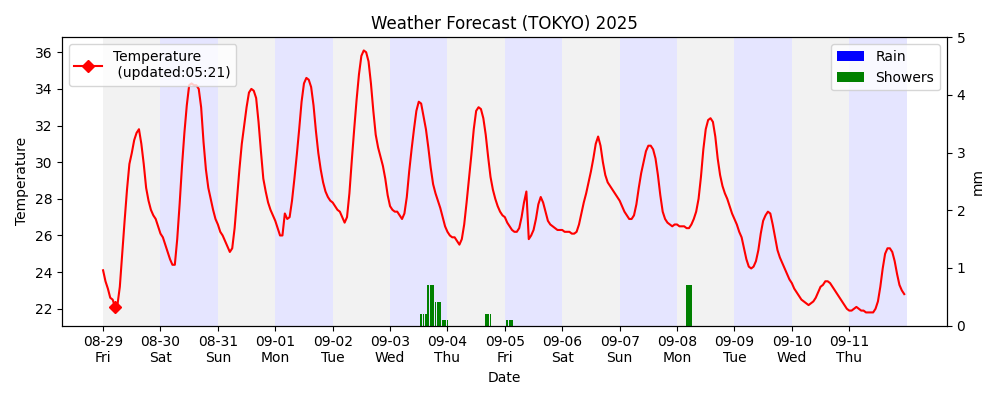 Weather Forecast (TOKYO) 2025
Temperature
(updated:05:21)
Rain
Showers
Temperature
36
34
32
30
28
26
24
22
5
4
3
2
1
0
mm
08-29 08-30 08-31 09-01 09-02 09-03 09-04 09-05 09-06 09-07 09-08 09-09 09-10 09-11
Fri Sat Sun Mon Tue Wed Thu Fri Sat Sun Mon Tue Wed Thu
Date